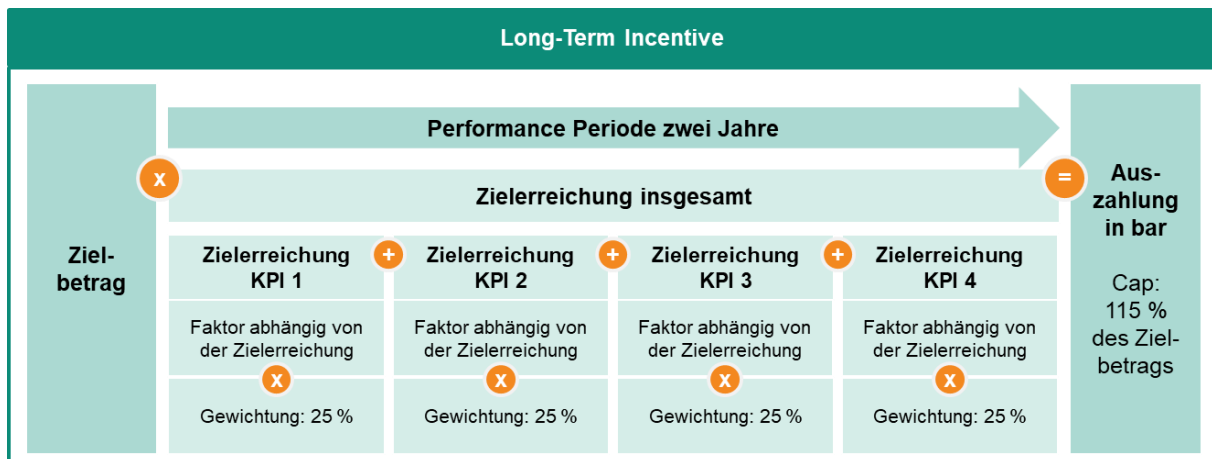 Long-Term Incentive
Performance Periode zwei Jahre
x
Zielerreichung insgesamt
=
Ziel-
betrag
Zielerreichung
KPI 1
+
Zielerreichung
KPI 2
+
Zielerreichung
KPI 3
+
Zielerreichung
KPI 4
Faktor abhängig von
der Zielerreichung
Faktor abhängig von
der Zielerreichung
Faktor abhängig von
der Zielerreichung
Faktor abhängig von
der Zielerreichung
x
x
x
x
Gewichtung: 25 %
Gewichtung: 25 %
Gewichtung: 25 %
Gewichtung: 25 %
Aus-
zahlung
in bar
Cap:
115 %
des Ziel-
betrags